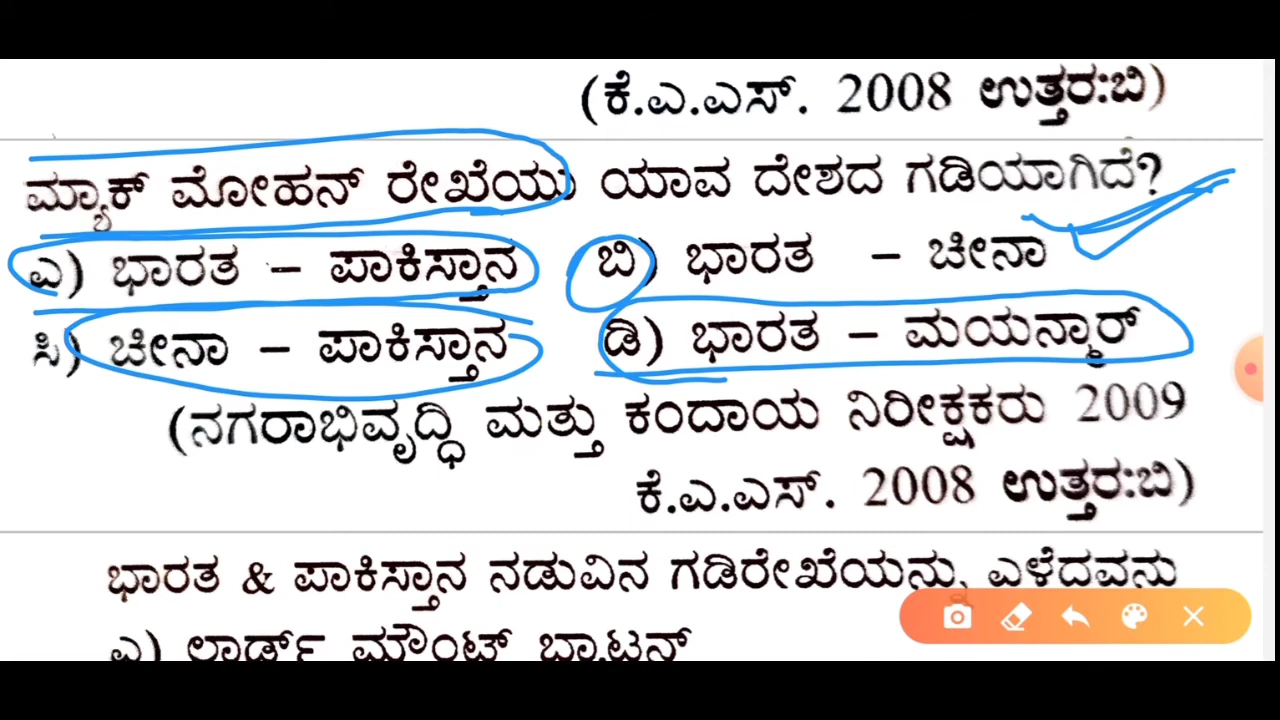 (ಕೆ.ಎ.ಎಸ್. 2008 ಉತ್ತರ:ಬಿ)
ಮ್ಯಾಕ್ ಮೋಹನ್ ರೇಖೆಯು ಯಾವ ದೇಶದ ಗಡಿಯಾಗಿದೆ?
ಎ) ಭಾರತ – ಪಾಕಿಸ್ತಾನ ಬಿ) ಭಾರತ – ಚೀನಾ
ಸಿ) ಚೀನಾ – ಪಾಕಿಸ್ತಾನ ಡಿ) ಭಾರತ – ಮಯನ್ಮಾರ್
(ನಗರಾಭಿವೃದ್ಧಿ ಮತ್ತು ಕಂದಾಯ ನಿರೀಕ್ಷಕರು 2009
ಕೆ.ಎ.ಎಸ್. 2008 ಉತ್ತರ:ಬಿ)
ಭಾರತ & ಪಾಕಿಸ್ತಾನ ನಡುವಿನ ಗಡಿರೇಖೆಯನ್ನು ಎಳೆದವನು
ಎ) ಲಾರ್ಡ್ ಮೌಂಟ್ ಬ್ಯಾಟನ್